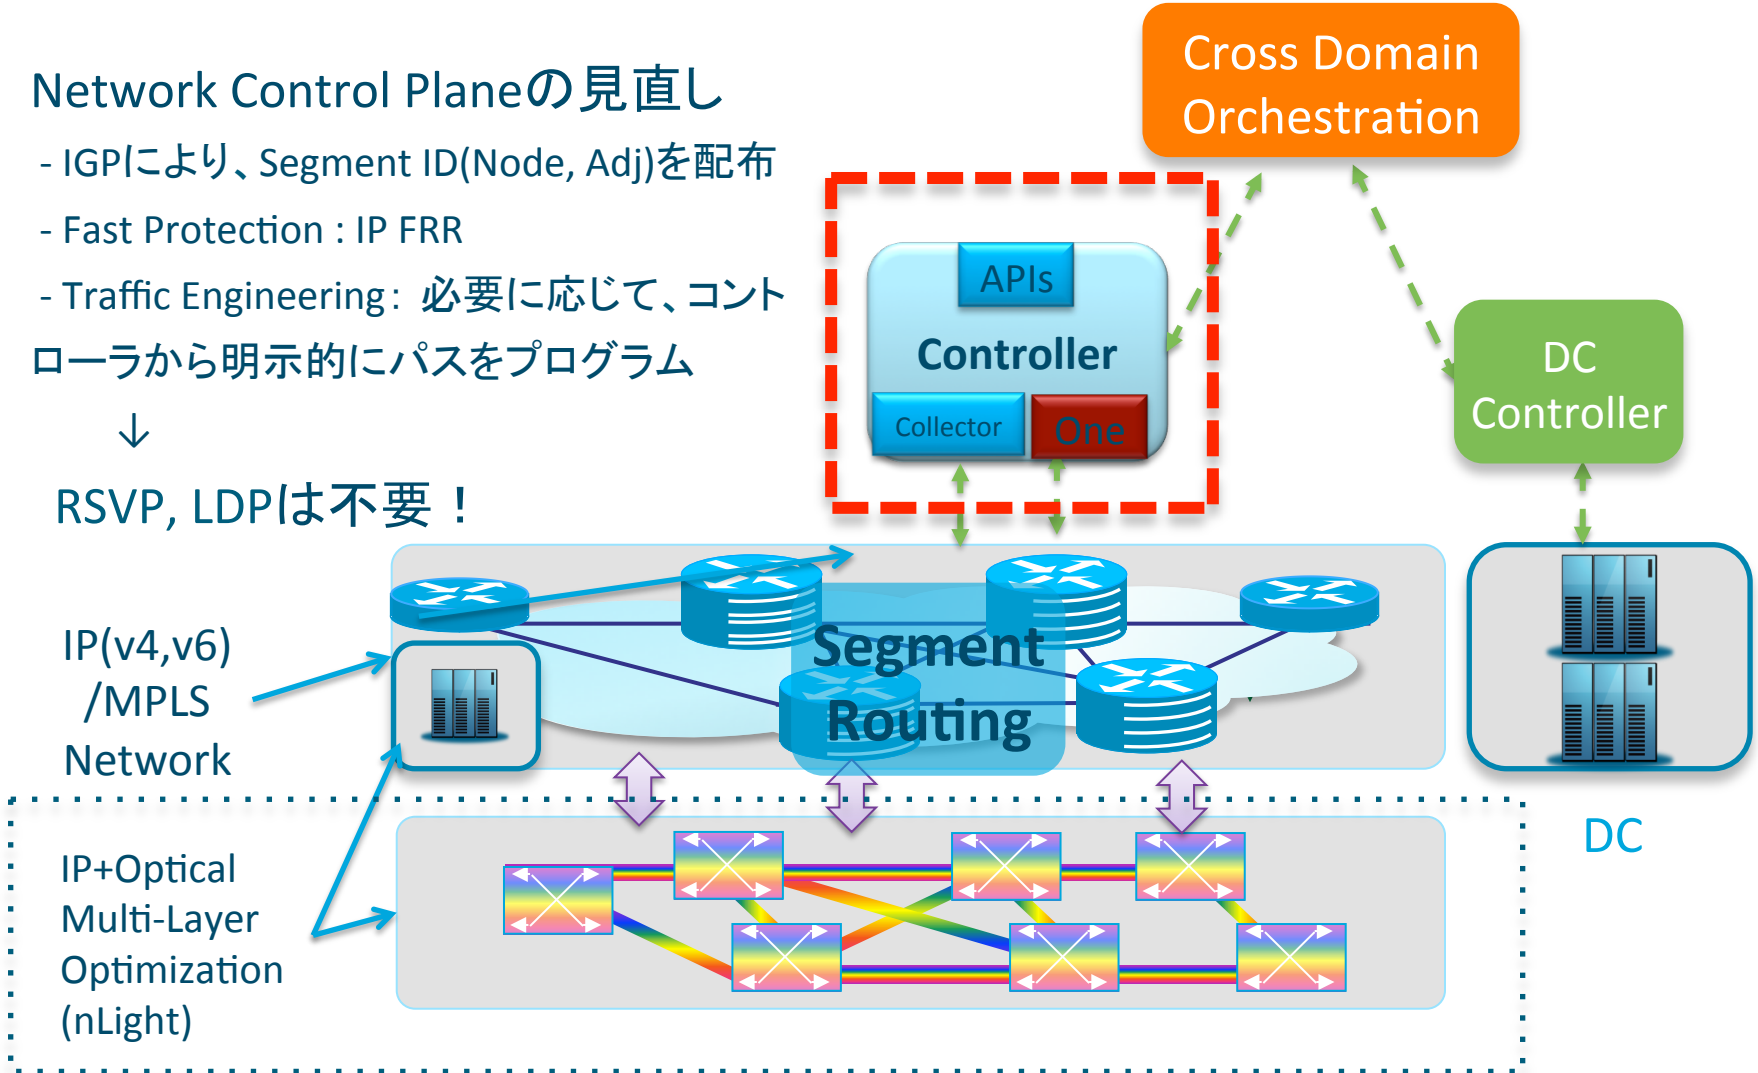 Network Control Planeの見直し
- IGPにより、Segment ID(Node, Adj)を配布
- Fast Protection : IP FRR
- Traffic Engineering : 必要に応じて、コント
ローラから明示的にパスをプログラム
↓
RSVP, LDPは不要！
Cross Domain
Orchestration
APIs
Controller
Collector
One
DC
Controller
IP(v4,v6)
/MPLS
Network
Segment
Routing
DC
IP+Optical
Multi-Layer
Optimization
(nLight)